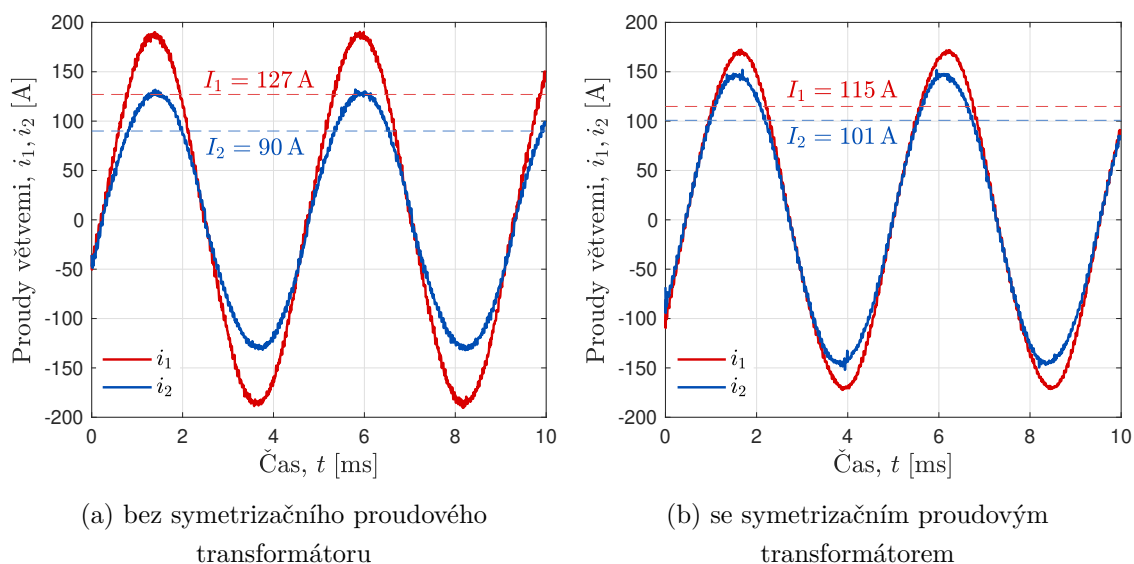 200
150
100
50
0
-50
-100
-150
-200
Proudy větvemi, i₁, i₂ [A]
I₁ = 127 A
I₂ = 90 A
i₁
i₂
0 2 4 6 8 10
Čas, t [ms]
(a) bez symetrizačního proudového
transformátoru
200
150
100
50
0
-50
-100
-150
-200
Proudy větvemi, i₁, i₂ [A]
I₁ = 115 A
I₂ = 101 A
i₁
i₂
0 2 4 6 8 10
Čas, t [ms]
(b) se symetrizačním proudovým
transformátorem